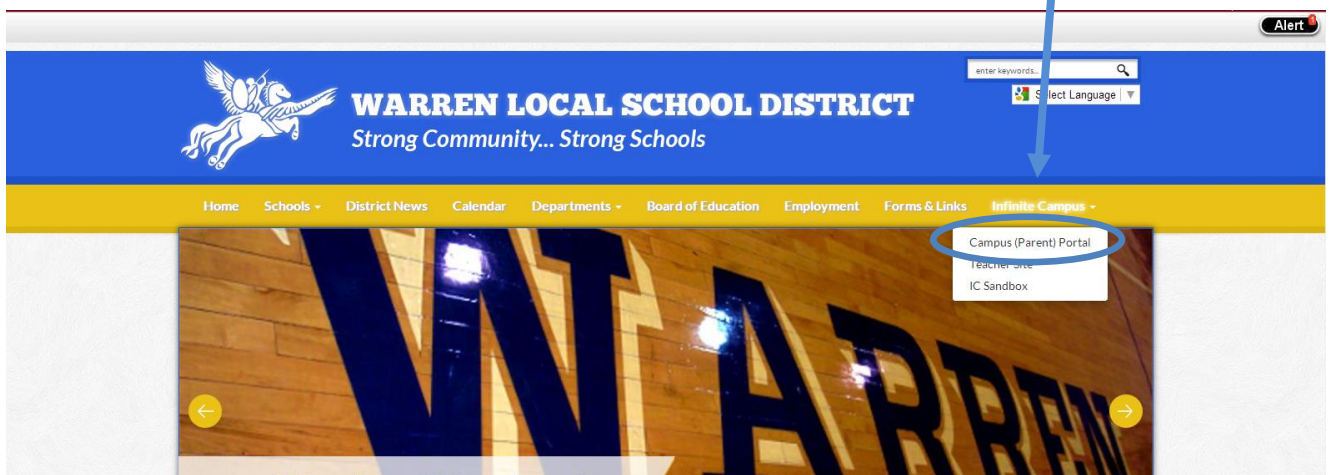 Alert 1
enter keywords...
Select Language ▼
WARREN LOCAL SCHOOL DISTRICT
Strong Community... Strong Schools
Home Schools District News Calendar Departments Board of Education Employment Forms & Links Infinite Campus
Campus (Parent) Portal
Teacher Site
IC Sandbox
WARREN